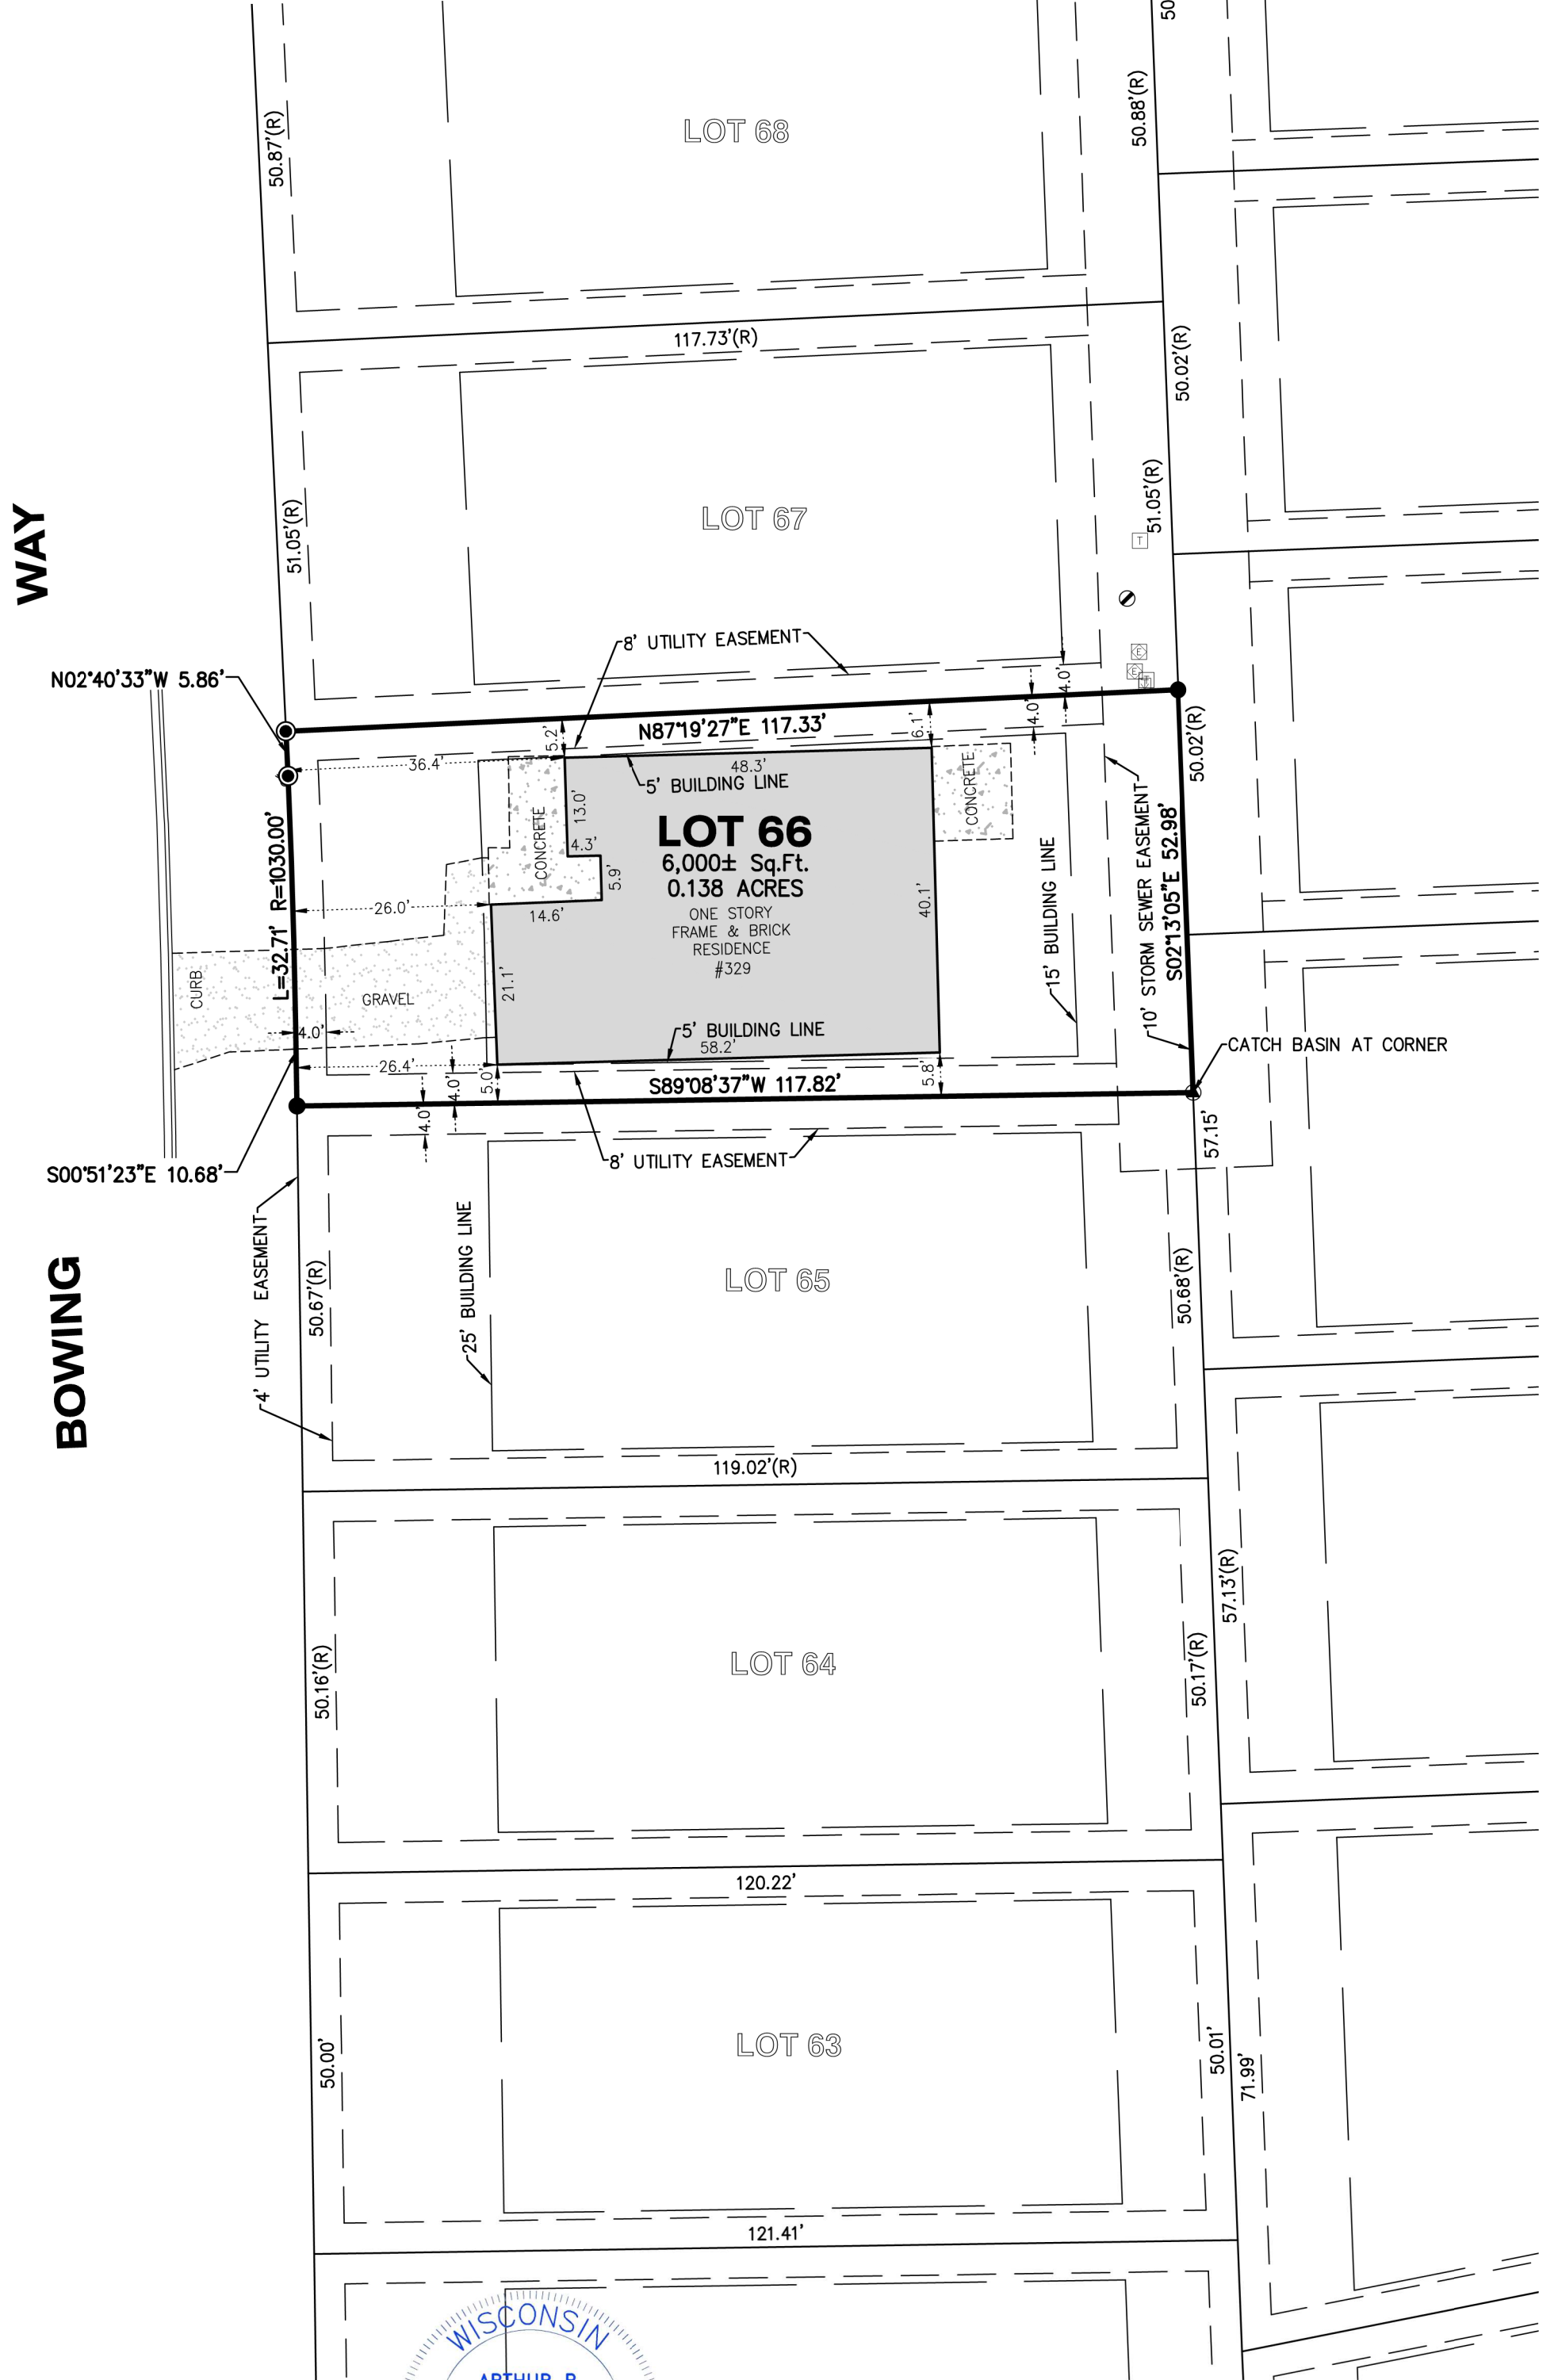 50
50.88'(R)
50.87'(R)
LOT 68
117.73'(R)
50.02'(R)
51.05'(R)
51.05'(R)
LOT 67
T
WAY
E
E
8' UTILITY EASEMENT
N02°40'33"W 5.86'
4.0'
4.0'
N87°19'27"E 117.33'
5.2'
6.1'
50.02'(R)
36.4'
48.3'
5' BUILDING LINE
CONCRETE
CONCRETE
13.0'
4.3'
5.9'
14.6'
LOT 66
6,000± Sq.Ft.
0.138 ACRES
ONE STORY
FRAME & BRICK
RESIDENCE
#329
40.1'
15' BUILDING LINE
10' STORM SEWER EASEMENT
S02°13'05"E 52.98'
L=32.71' R=1030.00'
26.0'
21.1'
CURB
GRAVEL
4.0'
5' BUILDING LINE
58.2'
26.4'
4.0'
4.0'
5.0'
5.8'
S89°08'37"W 117.82'
CATCH BASIN AT CORNER
57.15'
8' UTILITY EASEMENT
S00°51'23"E 10.68'
BOWING
4' UTILITY EASEMENT
50.67'(R)
25' BUILDING LINE
LOT 65
50.68'(R)
119.02'(R)
57.13'(R)
50.16'(R)
LOT 64
50.17'(R)
120.22'
50.00'
LOT 63
50.01'
71.99'
121.41'
WISCONSIN